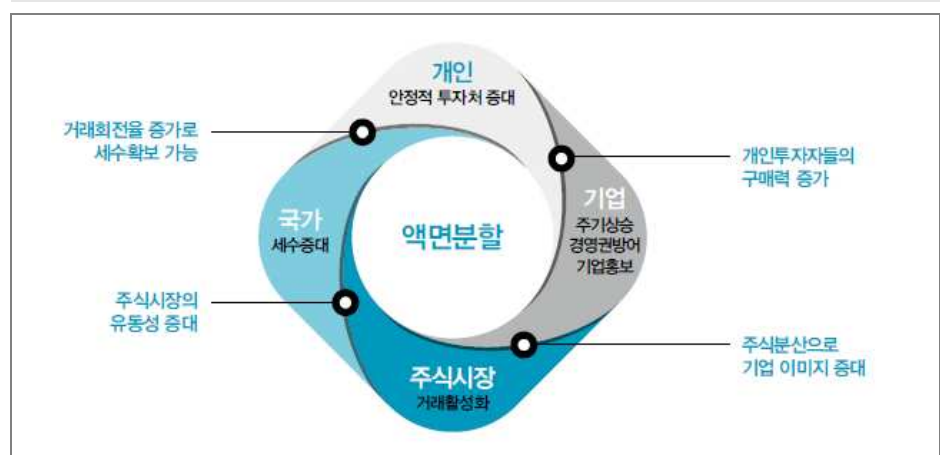 개인
안정적 투자처 증대
거래회전율 증가로
세수확보 가능
개인투자자들의
구매력 증가
국가
세수증대
액면분할
기업
주기상승
경영권방어
기업홍보
주식시장의
유동성 증대
주식분산으로
기업 이미지 증대
주식시장
거래활성화